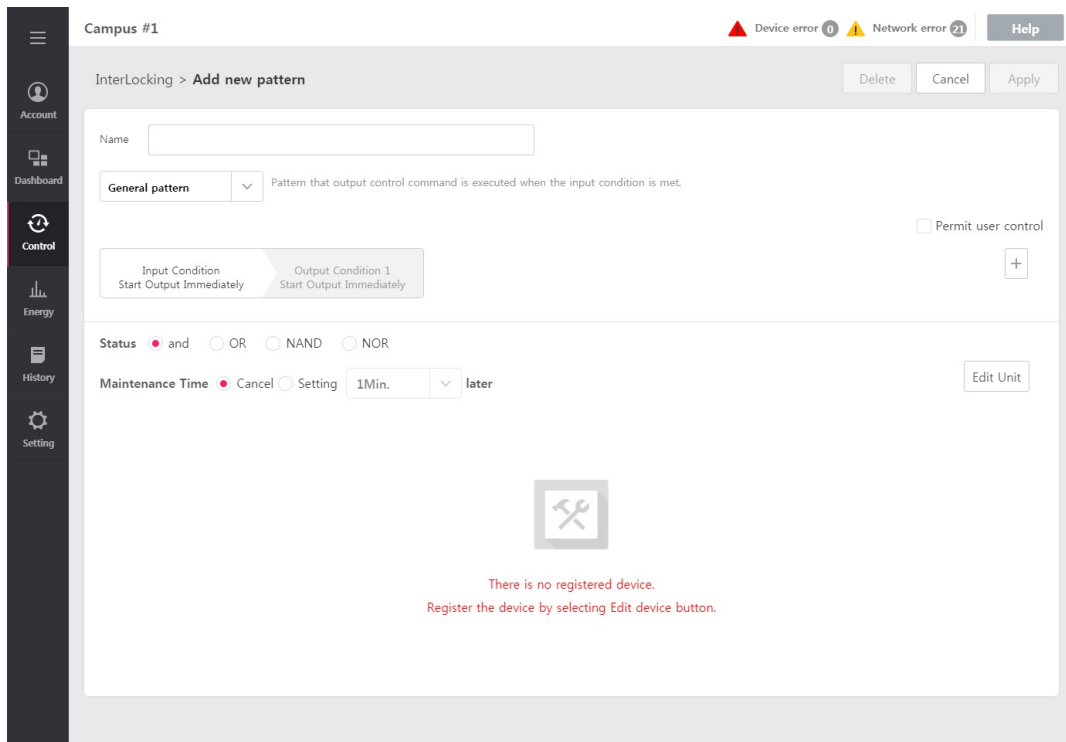 Campus #1
Device error 0
Network error 21
Help
Account
Dashboard
Control
Energy
History
Setting
InterLocking > Add new pattern
Delete
Cancel
Apply
Name
General pattern
Pattern that output control command is executed when the input condition is met.
Permit user control
Input Condition
Start Output Immediately
Output Condition 1
Start Output Immediately
+
Status and OR NAND NOR
Maintenance Time Cancel Setting 1Min. later
Edit Unit
There is no registered device.
Register the device by selecting Edit device button.